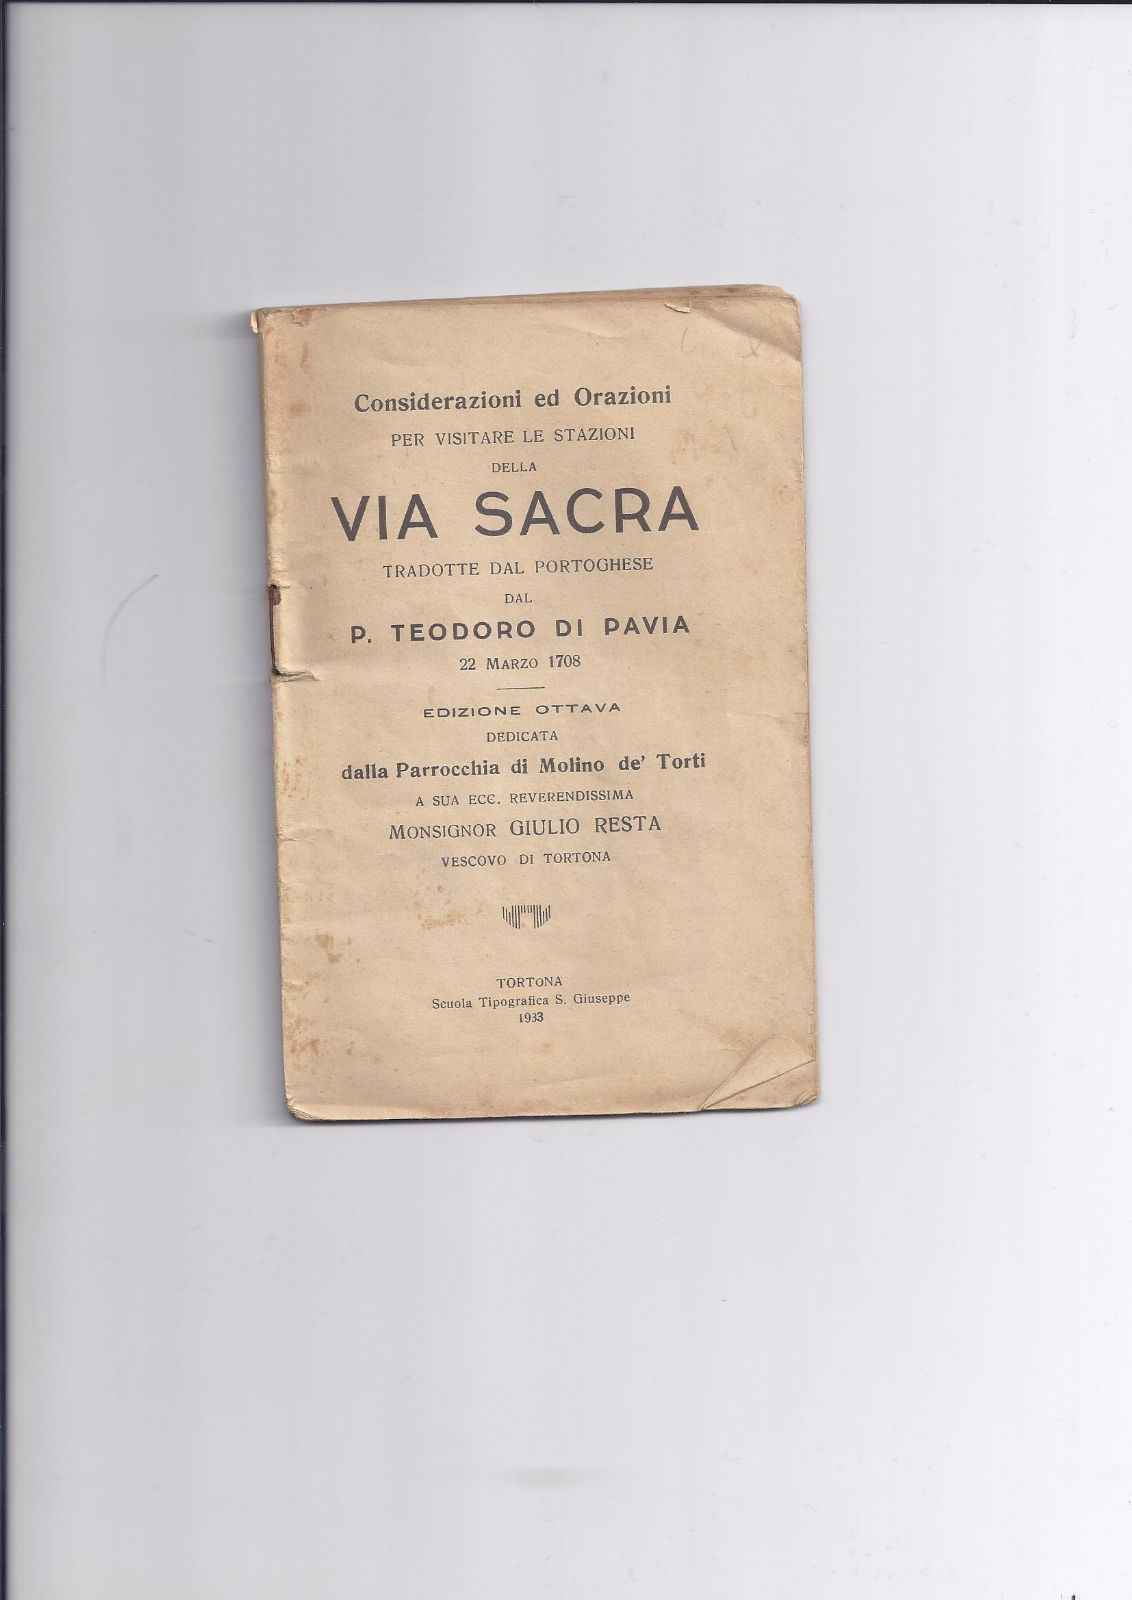 Considerazioni ed Orazioni
PER VISITARE LE STAZIONI
DELLA
VIA SACRA
TRADOTTE DAL PORTOGHESE
DAL
P. TEODORO DI PAVIA
22 MARZO 1708
EDIZIONE OTTAVA
DEDICATA
dalla Parrocchia di Molino de' Torti
A SUA ECC. REVERENDISSIMA
MONSIGNOR GIULIO RESTA
VESCOVO DI TORTONA
TORTONA
Scuola Tipografica S. Giuseppe
1933